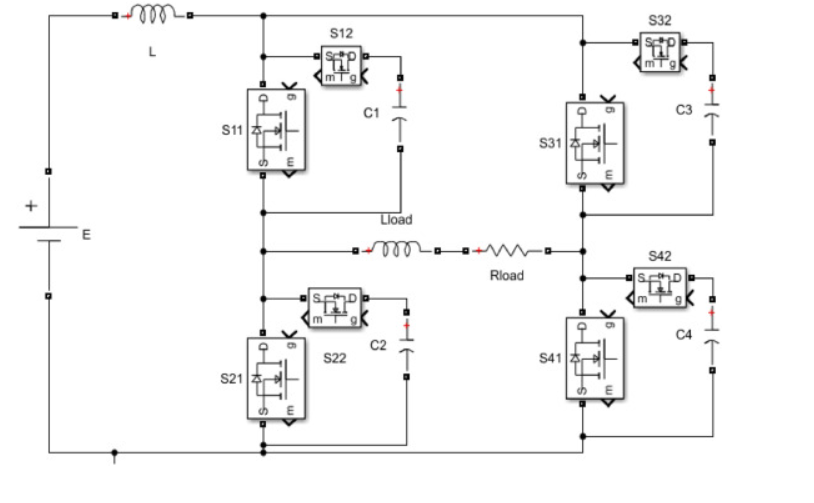 S12
S32
S D
m g
S D
m g
L
D g
S11
S m
C1
D g
S31
S m
C3
+
E
Lload
Rload
S42
S D
m g
S D
m g
S22
C2
D g
S21
S m
C4
D g
S41
S m